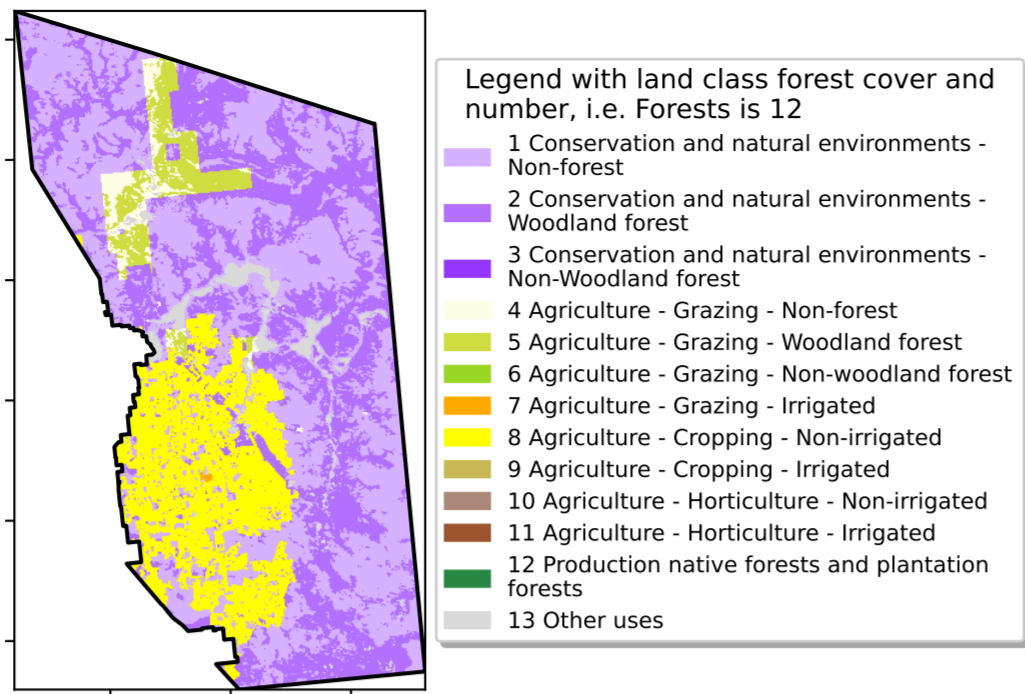 Legend with land class forest cover and
number, i.e. Forests is 12
1 Conservation and natural environments -
Non-forest
2 Conservation and natural environments -
Woodland forest
3 Conservation and natural environments -
Non-Woodland forest
4 Agriculture - Grazing - Non-forest
5 Agriculture - Grazing - Woodland forest
6 Agriculture - Grazing - Non-woodland forest
7 Agriculture - Grazing - Irrigated
8 Agriculture - Cropping - Non-irrigated
9 Agriculture - Cropping - Irrigated
10 Agriculture - Horticulture - Non-irrigated
11 Agriculture - Horticulture - Irrigated
12 Production native forests and plantation
forests
13 Other uses